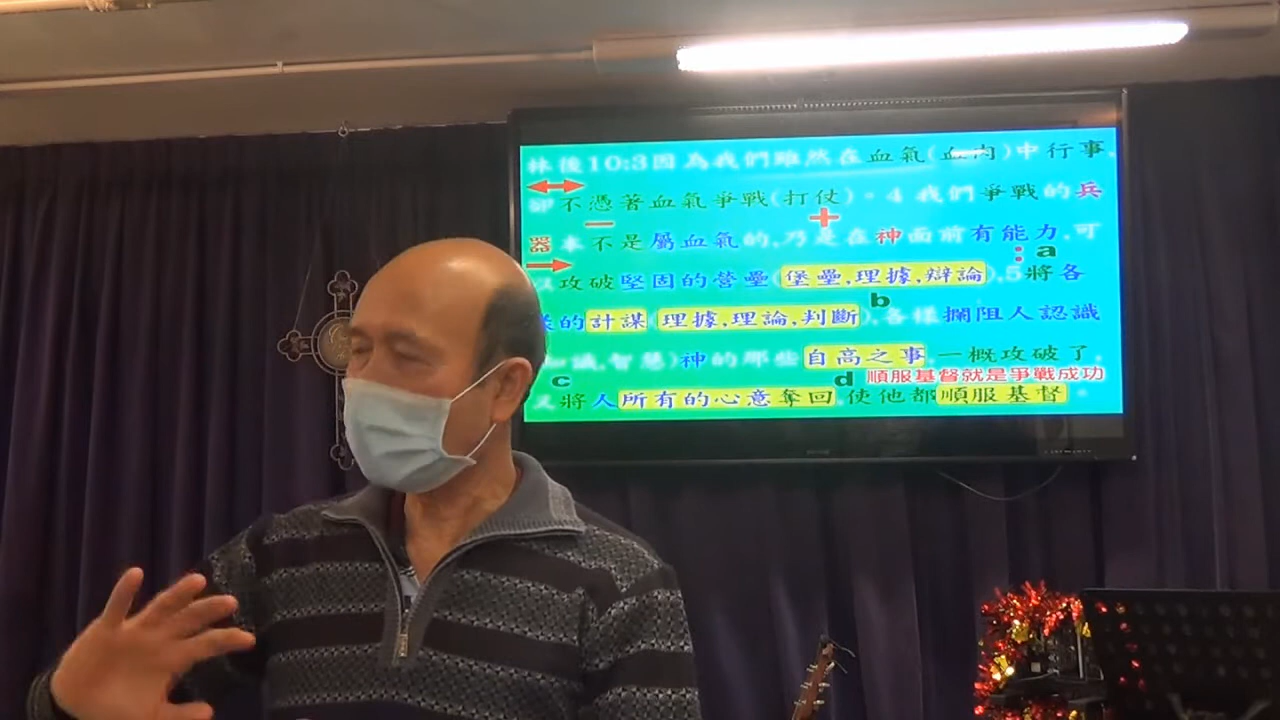 林後10:3因為我們雖然在血氣(血肉)中行事,
卻不憑著血氣爭戰(打仗)。4 我們爭戰的兵
器本不是屬血氣的,乃是在神面前有能力,可
a
以攻破堅固的營壘(堡壘,理據,辯論),5將各
b
樣的計謀(理據,理論,判斷),各樣攔阻人認識
知識,智慧)神的那些自高之事,一概攻破了,
c
d 順服基督就是爭戰成功
又將人所有的心意奪回,使他都順服基督。